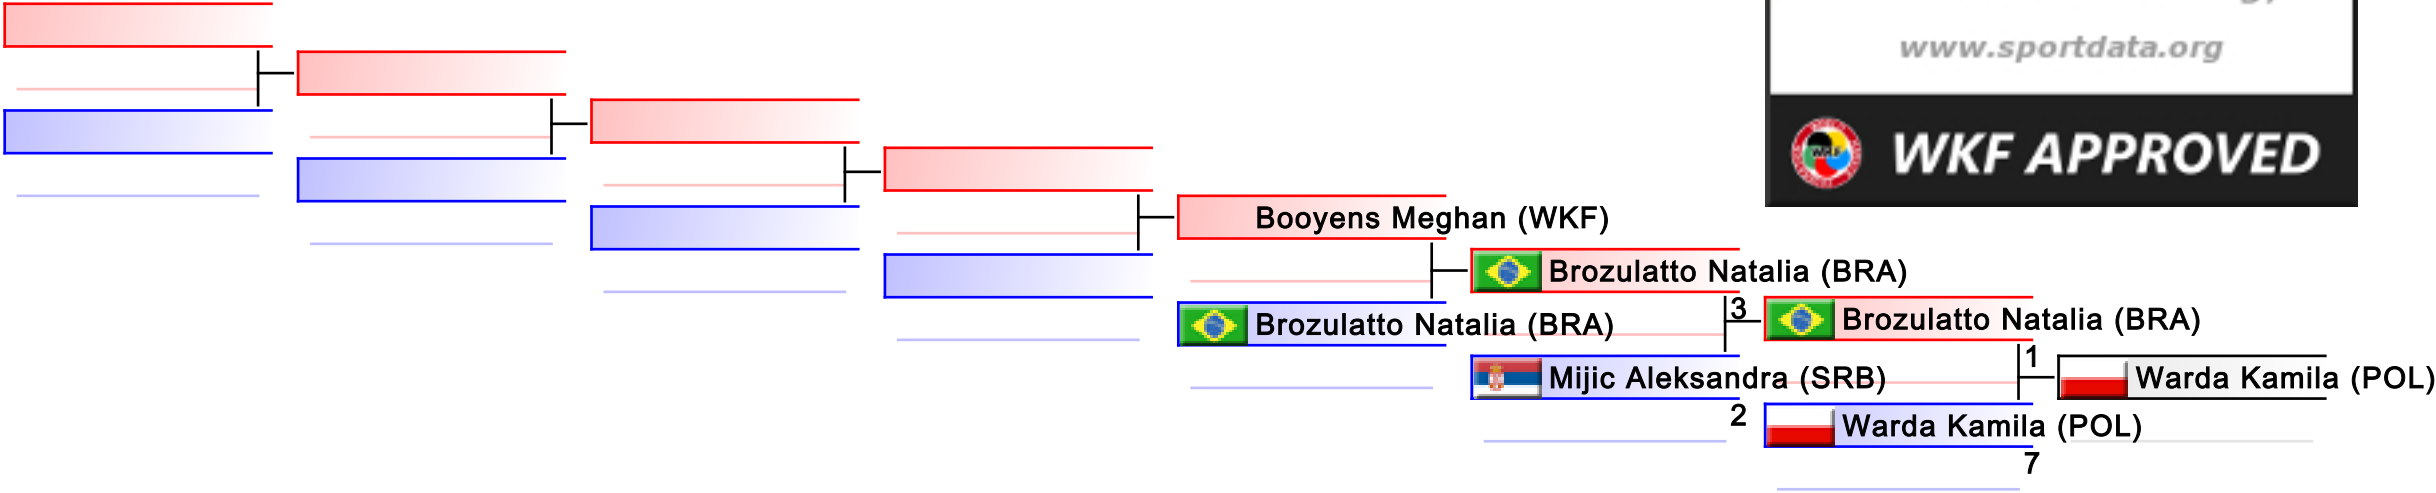 www.sportdata.org
WKF
WKF APPROVED
Booyens Meghan (WKF)
Brozulatto Natalia (BRA)
3
Brozulatto Natalia (BRA)
Brozulatto Natalia (BRA)
1
Mijic Aleksandra (SRB)
Warda Kamila (POL)
2
Warda Kamila (POL)
7